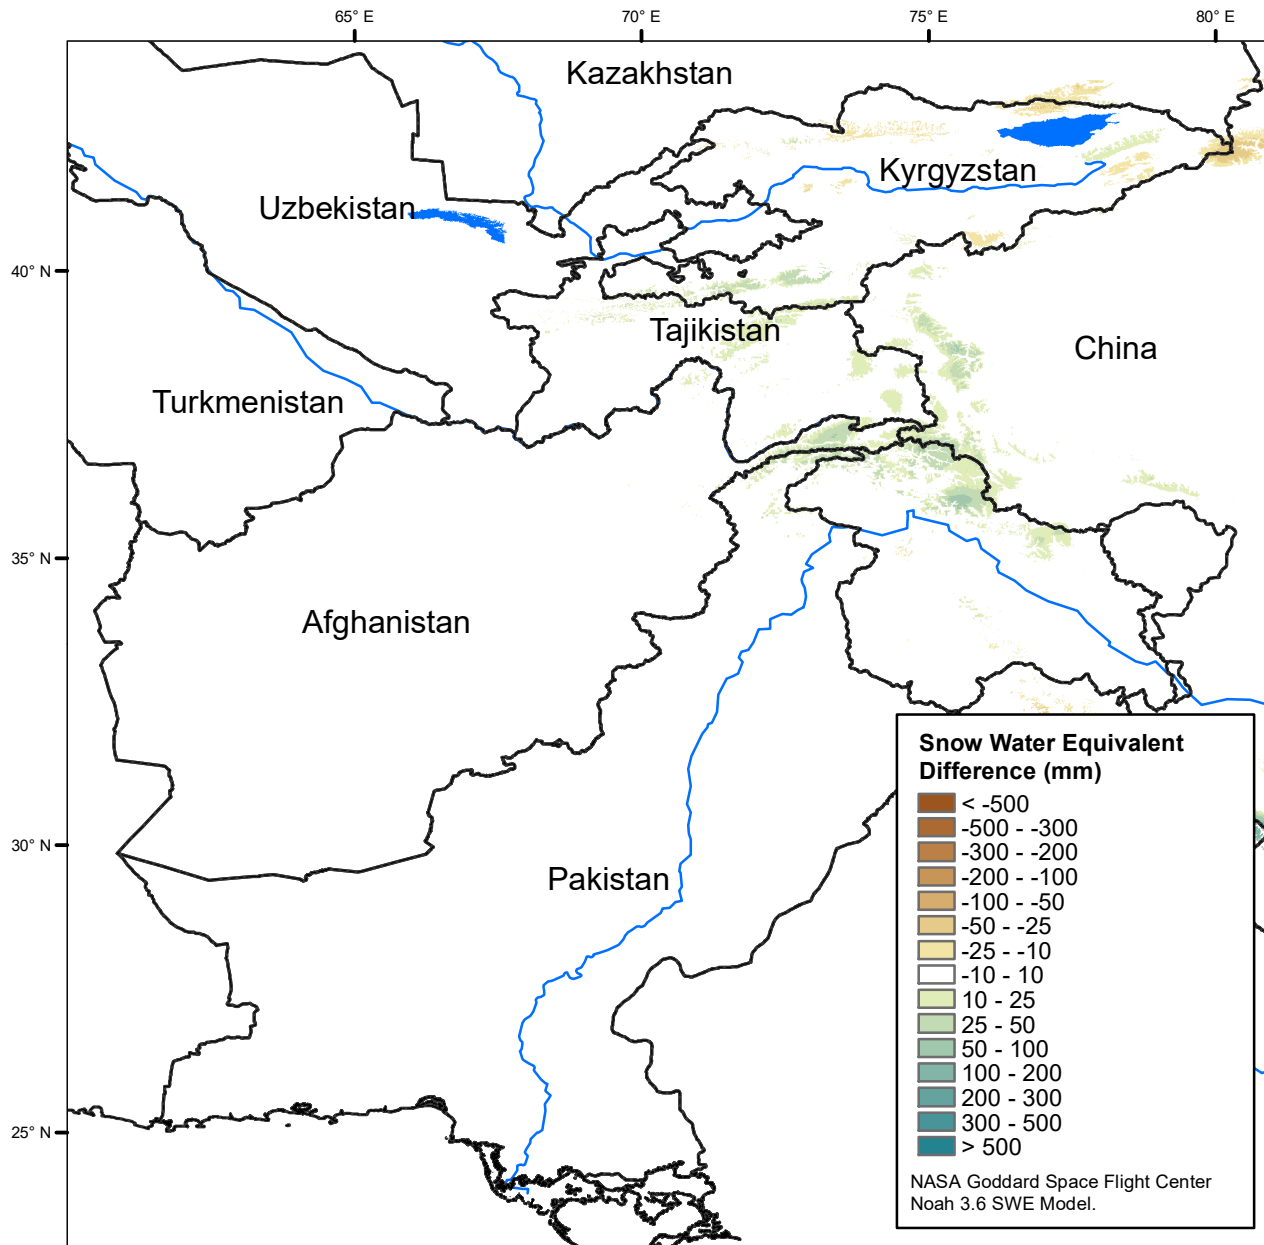 65° E
70° E
75° E
80° E
Kazakhstan
Kyrgyzstan
Uzbekistan
40° N
Tajikistan
China
Turkmenistan
35° N
Afghanistan
Snow Water Equivalent
Difference (mm)
< -500
-500 - -300
-300 - -200
-200 - -100
-100 - -50
-50 - -25
-25 - -10
-10 - 10
10 - 25
25 - 50
50 - 100
100 - 200
200 - 300
300 - 500
> 500
NASA Goddard Space Flight Center
Noah 3.6 SWE Model.
30° N
Pakistan
25° N